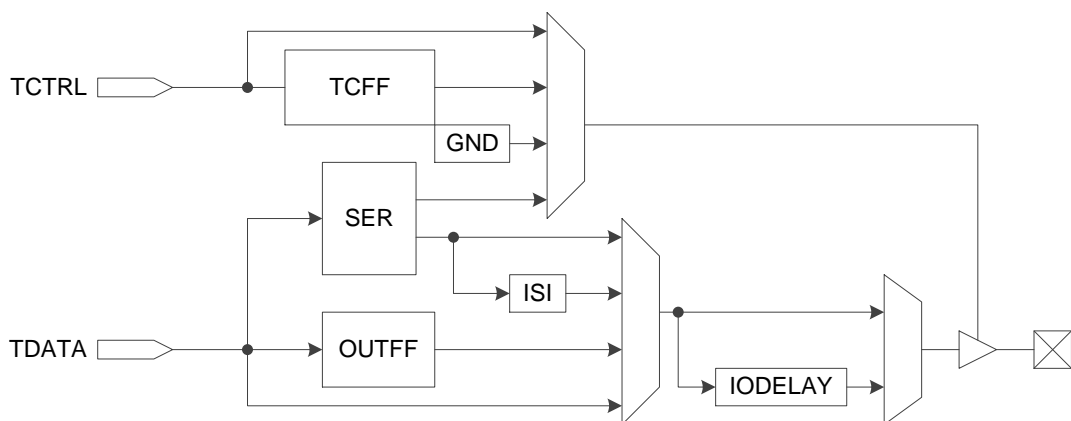 TCTRL
TCFF
GND
SER
ISI
TDATA
OUTFF
IODELAY